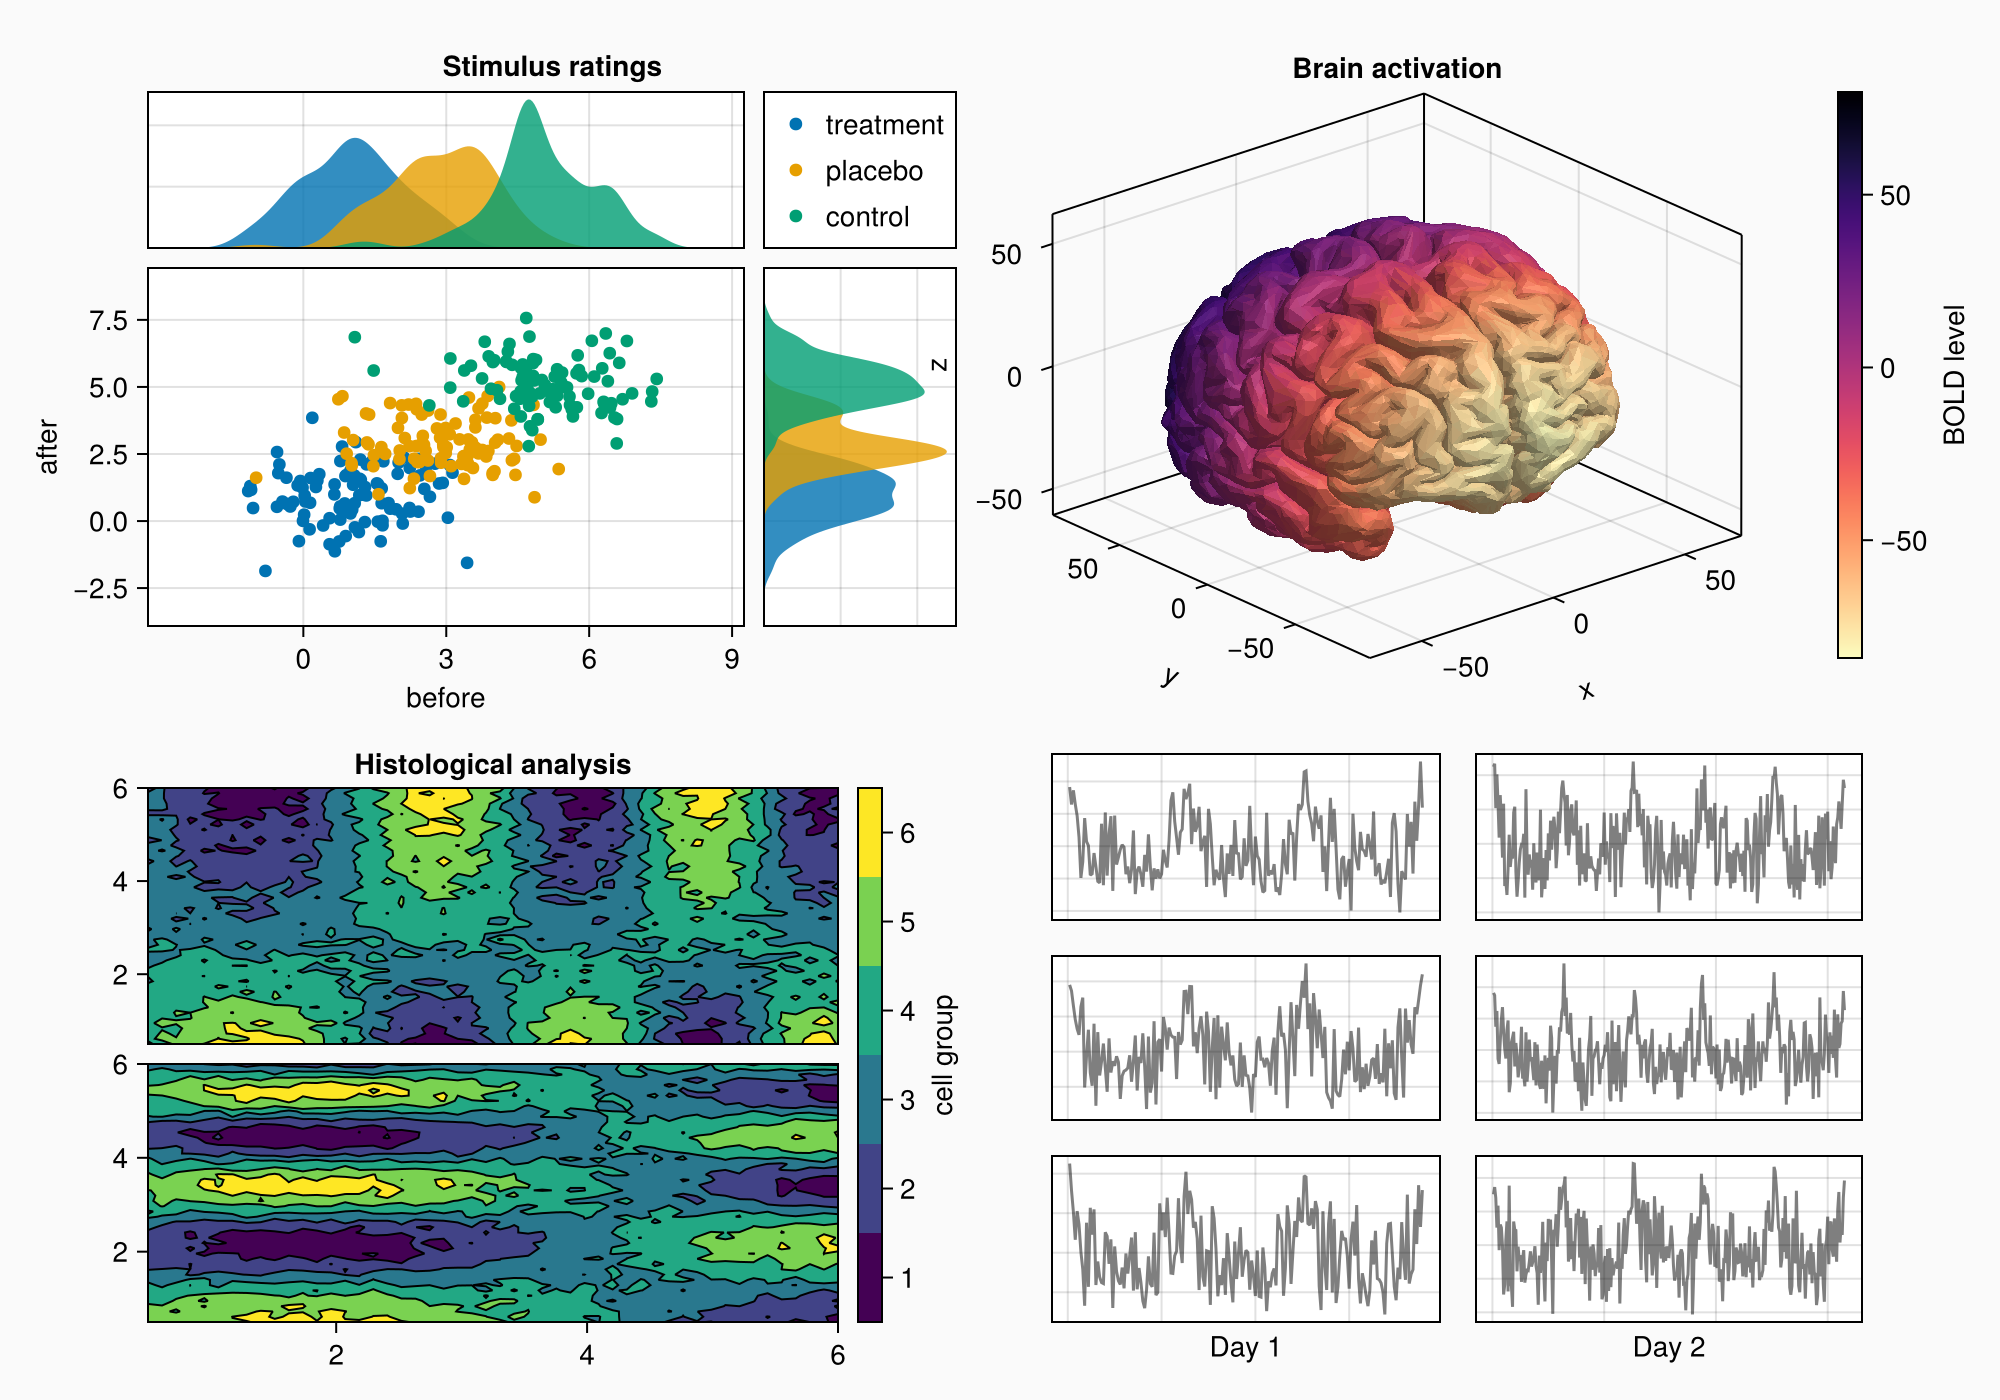 Stimulus ratings
treatment
placebo
control
7.5
5.0
2.5
0.0
−2.5
after
0 3 6 9
before
Brain activation
50
0
−50
z
50
0
−50
y
−50
0
50
x
50
0
−50
BOLD level
Histological analysis
6
4
2
6
4
2
2 4 6
6
5
4
3
2
1
cell group
Day 1
Day 2